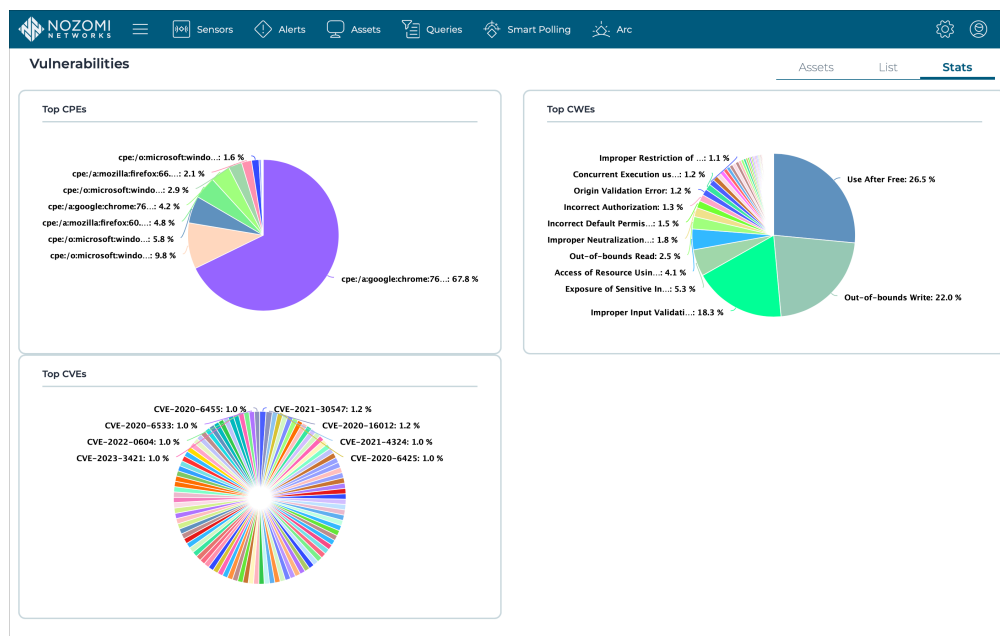 NOZOMI
NETWORKS
Sensors
Alerts
Assets
Queries
Smart Polling
Arc
Vulnerabilities
Assets
List
Stats
Top CPEs
cpe:/o:microsoft:windo...: 1.6 %
cpe:/a:mozilla:firefox:66....: 2.1 %
cpe:/o:microsoft:windo...: 2.9 %
cpe:/a:google:chrome:76...: 4.2 %
cpe:/a:mozilla:firefox:60...: 4.8 %
cpe:/o:microsoft:windo...: 5.8 %
cpe:/o:microsoft:windo...: 9.8 %
cpe:/a:google:chrome:76...: 67.8 %
Top CWEs
Improper Restriction of ...: 1.1 %
Concurrent Execution us...: 1.2 %
Origin Validation Error: 1.2 %
Incorrect Authorization: 1.3 %
Incorrect Default Permis...: 1.5 %
Improper Neutralization...: 1.8 %
Out-of-bounds Read: 2.5 %
Access of Resource Usin...: 4.1 %
Exposure of Sensitive In...: 5.3 %
Improper Input Validati...: 18.3 %
Use After Free: 26.5 %
Out-of-bounds Write: 22.0 %
Top CVEs
CVE-2020-6455: 1.0 %
CVE-2020-6533: 1.0 %
CVE-2022-0604: 1.0 %
CVE-2023-3421: 1.0 %
CVE-2021-30547: 1.2 %
CVE-2020-16012: 1.2 %
CVE-2021-4324: 1.0 %
CVE-2020-6425: 1.0 %